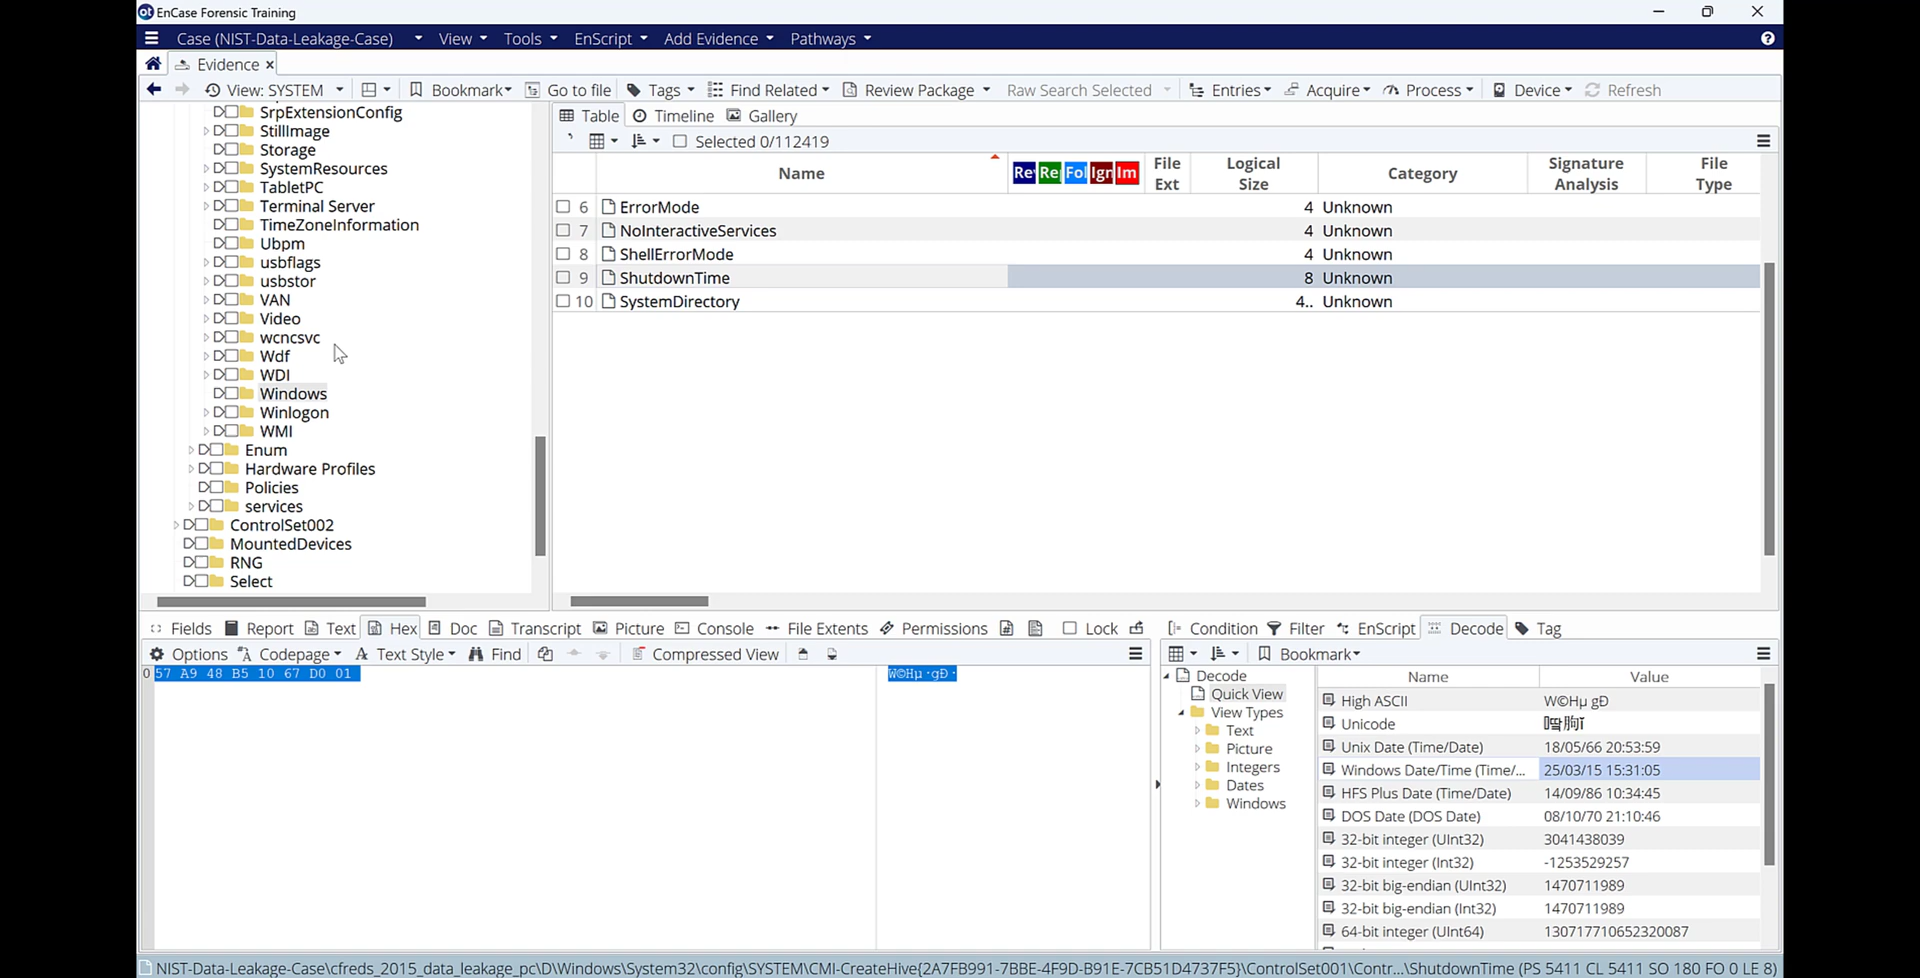 EnCase Forensic Training
Case (NIST-Data-Leakage-Case) View Tools EnScript Add Evidence Pathways
Evidence
View: SYSTEM Bookmark Go to file Tags Find Related Review Package Raw Search Selected Entries Acquire Process Device Refresh
SrpExtensionConfig
StillImage
Storage
SystemResources
TabletPC
Terminal Server
TimeZoneInformation
Ubpm
usbflags
usbstor
VAN
Video
wcncsvc
Wdf
WDI
Windows
Winlogon
WMI
Enum
Hardware Profiles
Policies
services
ControlSet002
MountedDevices
RNG
Select
Table Timeline Gallery
Selected 0/112419
Name Re Re Fol Ign Im File Ext Logical Size Category Signature Analysis File Type
6 ErrorMode 4 Unknown
7 NoInteractiveServices 4 Unknown
8 ShellErrorMode 4 Unknown
9 ShutdownTime 8 Unknown
10 SystemDirectory 4.. Unknown
Fields Report Text Hex Doc Transcript Picture Console File Extents Permissions Lock
Options Codepage Text Style Find Compressed View
0 57 A9 48 B5 10 67 D0 01 W©Hµ·gÐ·
Condition Filter EnScript Decode Tag
Bookmark
Decode
Quick View
View Types
Text
Picture
Integers
Dates
Windows
Name Value
High ASCII W©Hµ gÐ
Unicode
Unix Date (Time/Date) 18/05/66 20:53:59
Windows Date/Time (Time/... 25/03/15 15:31:05
HFS Plus Date (Time/Date) 14/09/86 10:34:45
DOS Date (DOS Date) 08/10/70 21:10:46
32-bit integer (UInt32) 3041438039
32-bit integer (Int32) -1253529257
32-bit big-endian (UInt32) 1470711989
32-bit big-endian (Int32) 1470711989
64-bit integer (UInt64) 130717710652320087
NIST-Data-Leakage-Case\cfreds_2015_data_leakage_pc\D\Windows\System32\config\SYSTEM\CMI-CreateHive{2A7FB991-7BBE-4F9D-B91E-7CB51D4737F5}\ControlSet001\Contr...\ShutdownTime (PS 5411 CL 5411 SO 180 FO 0 LE 8)